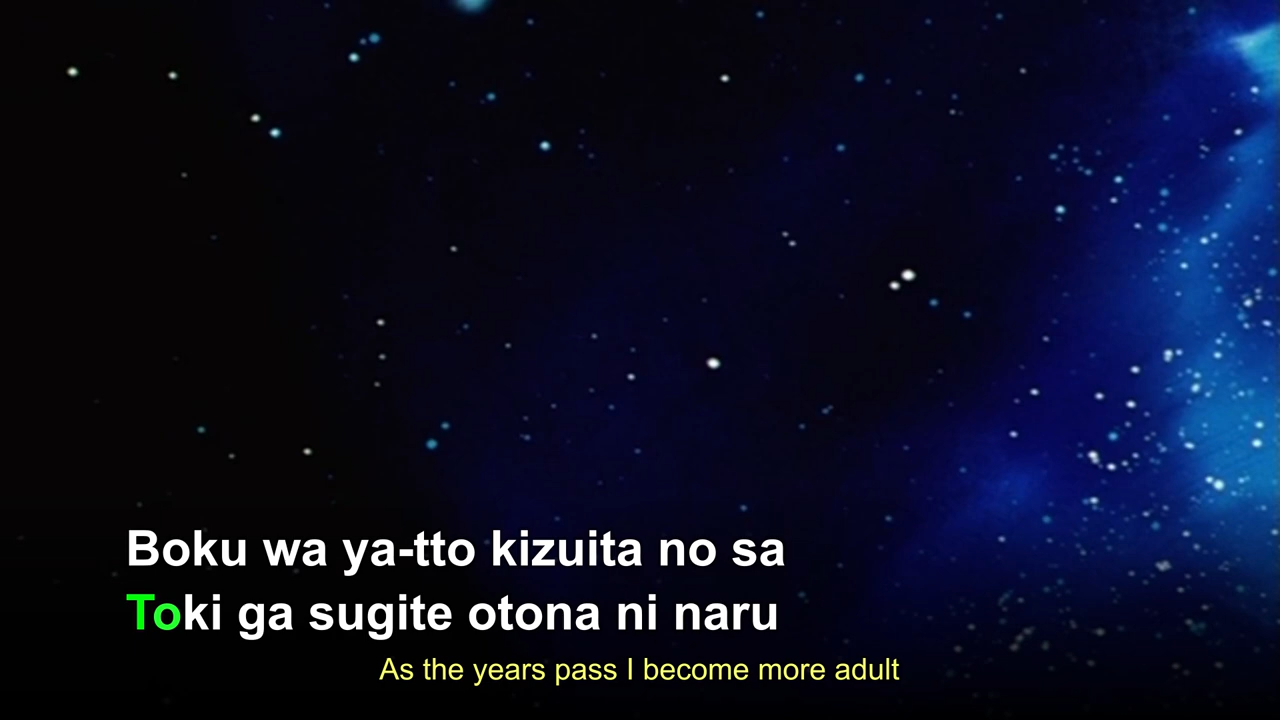 Boku wa ya-tto kizuita no sa
Toki ga sugite otona ni naru
As the years pass I become more adult